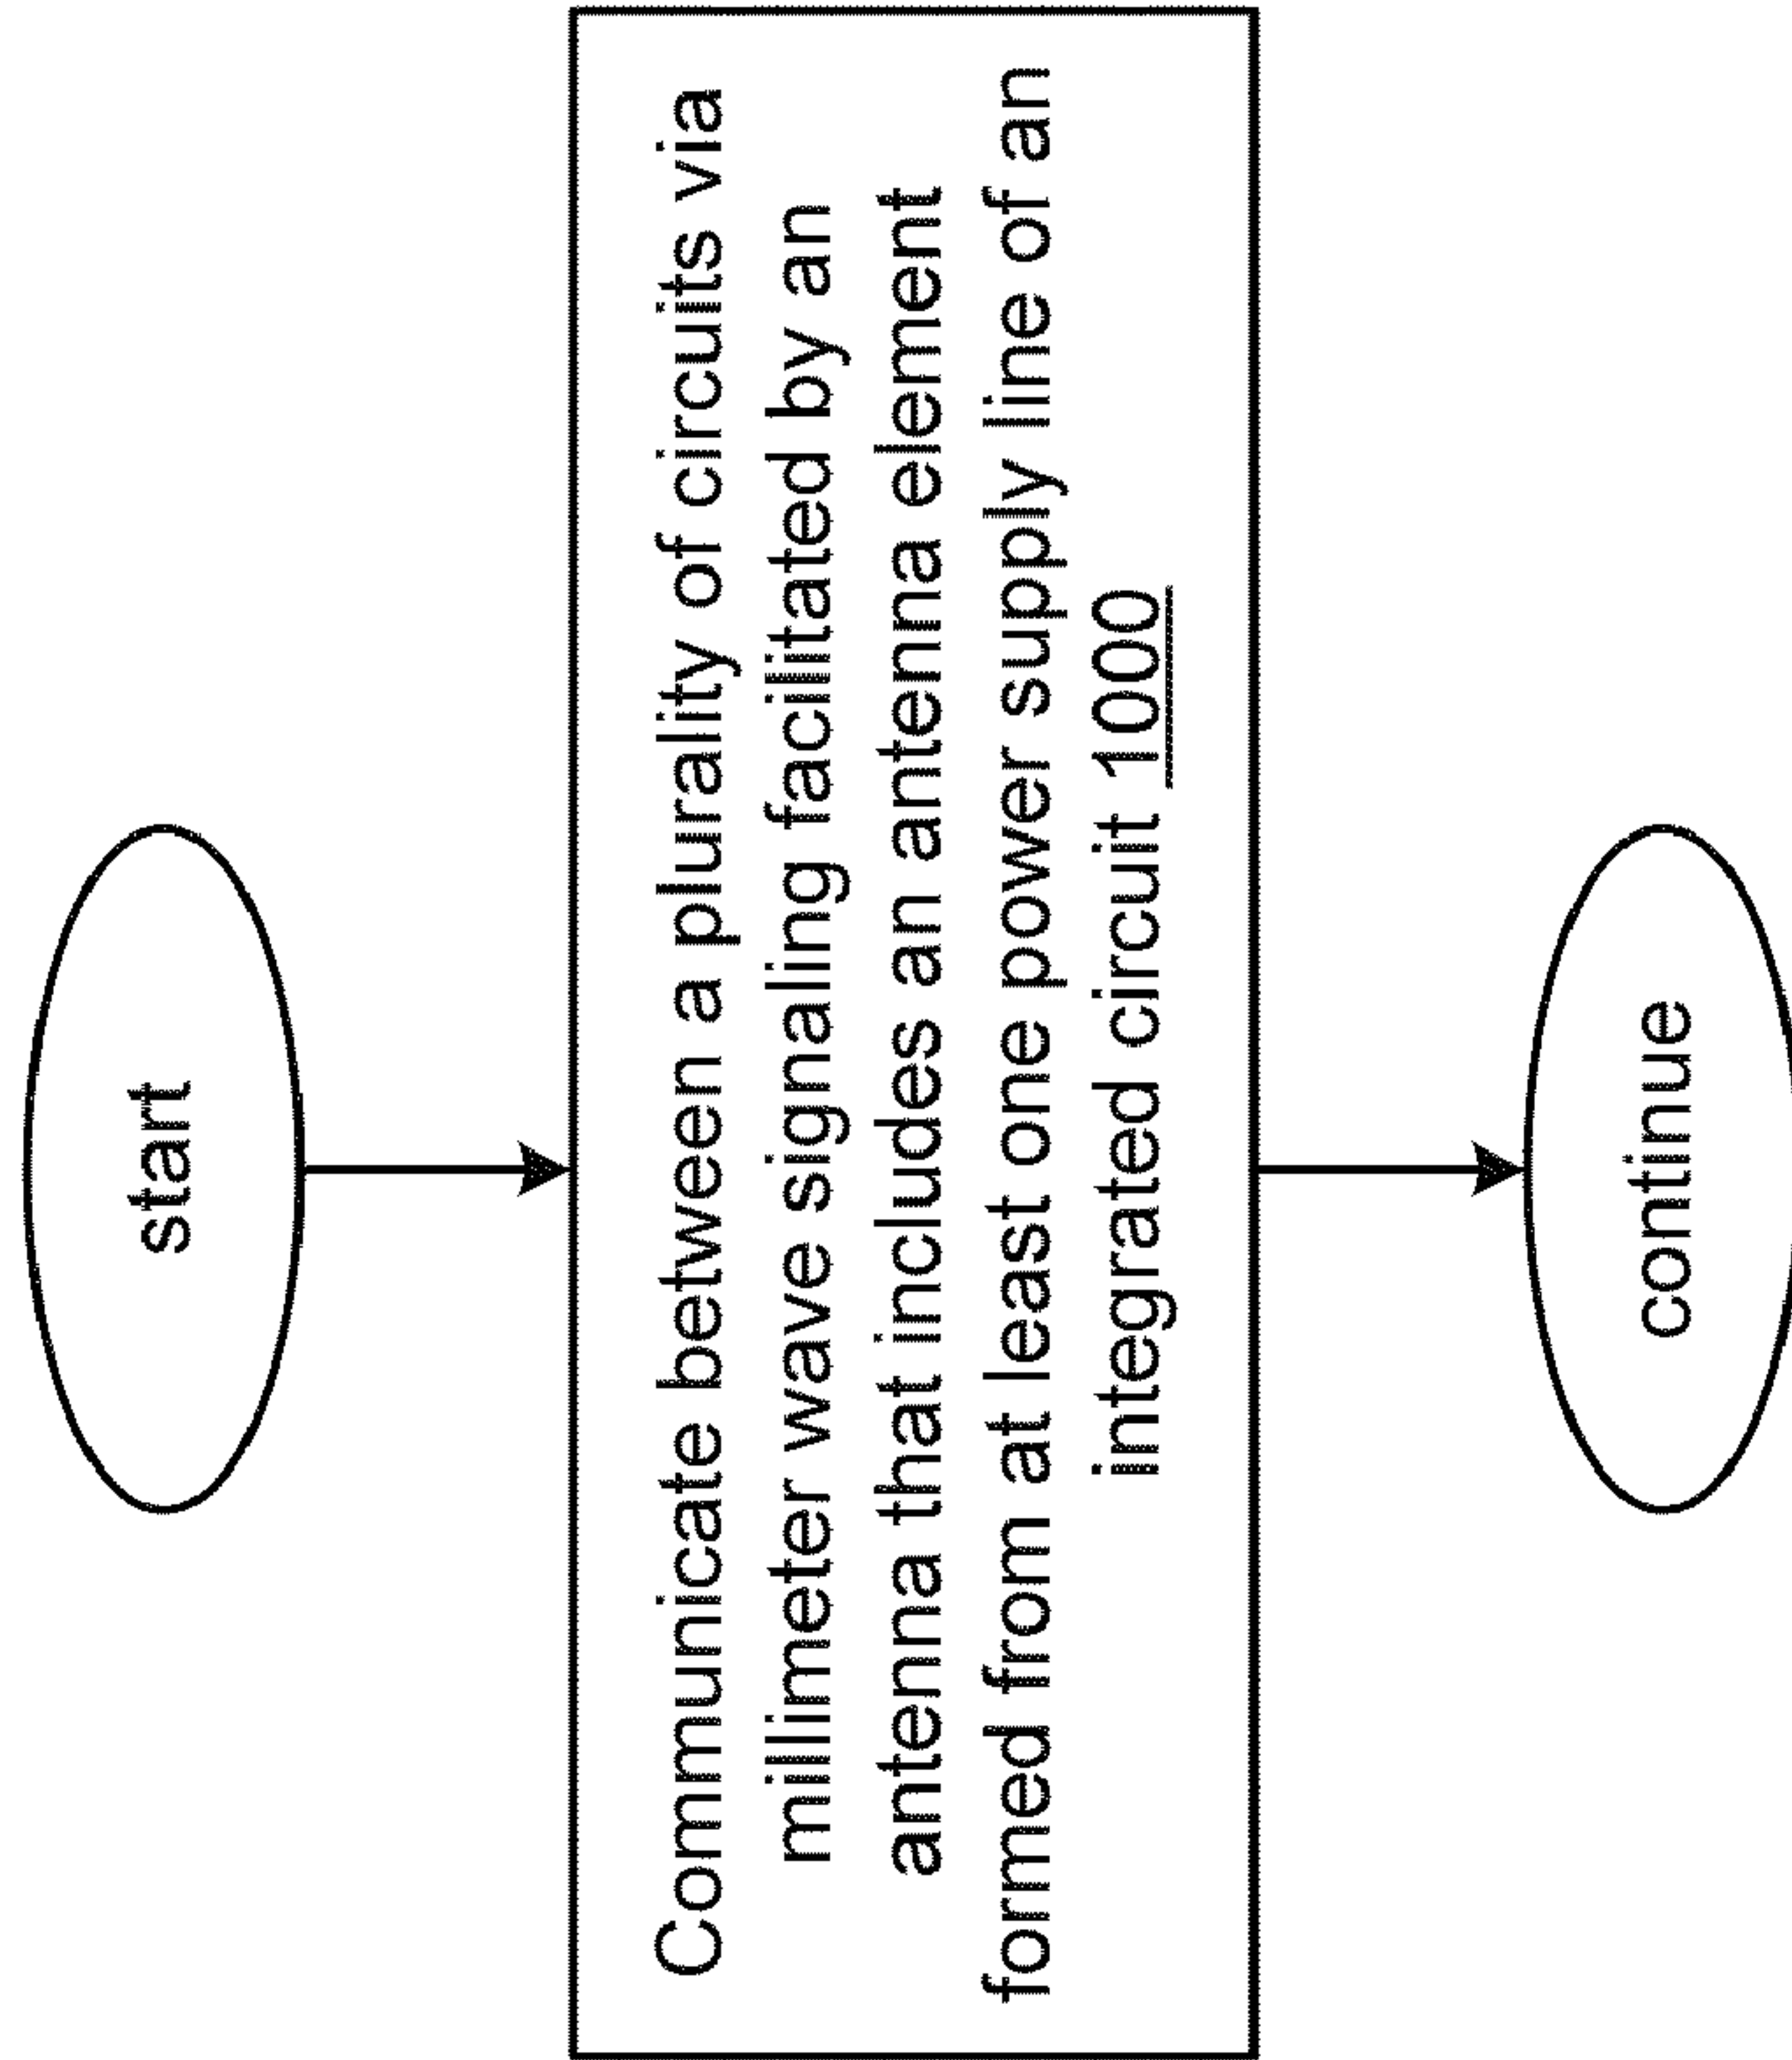 start
Communicate between a plurality of circuits via
millimeter wave signaling facilitated by an
antenna that includes an antenna element
formed from at least one power supply line of an
integrated circuit 1000
continue